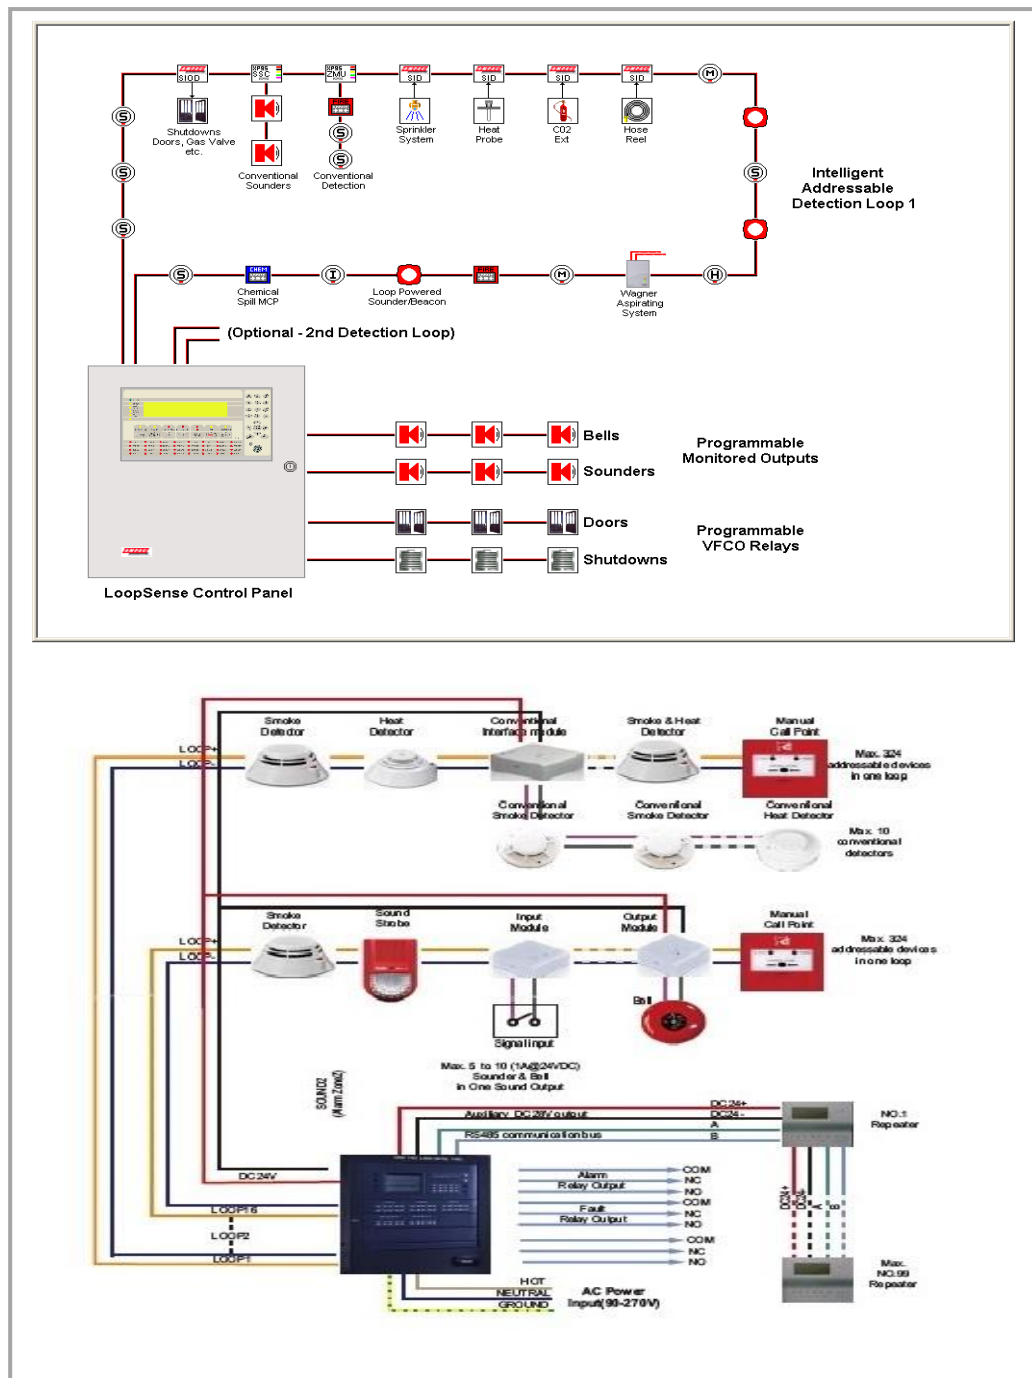 SIOD
XP95
SSC
XP95
ZMU
SID
SID
SID
SID
M
Shutdowns
Doors, Gas Valve
etc.
Sprinkler
System
Heat
Probe
CO2
Ext
Hose
Reel
S
S
S
S
S
S
Conventional
Sounders
Conventional
Detection
Intelligent
Addressable
Detection Loop 1
S
CHEM
I
FIRE
M
H
Chemical
Spill MCP
Loop Powered
Sounder/Beacon
Wagner
Aspirating
System
(Optional - 2nd Detection Loop)
Bells
Programmable
Monitored Outputs
Sounders
Doors
Programmable
VFCO Relays
Shutdowns
LoopSense Control Panel
Smoke
Detector
Heat
Detector
Conventional
Interface module
Smoke & Heat
Detector
Manual
Call Point
LOOP+
LOOP-
Max. 324
addressable devices
in one loop
Conventional
Smoke Detector
Conventional
Smoke Detector
Conventional
Heat Detector
Max. 10
conventional
detectors
Smoke
Detector
Sound
Strobe
Input
Module
Output
Module
Manual
Call Point
LOOP+
LOOP-
Max. 324
addressable devices
in one loop
Bell
Signal input
Max. 5 to 10 (1A@24VDC)
Sounder & Bell
in One Sound Output
SOUND2
(Alarm Zone2)
DC24+
Auxiliary DC28V output
DC24-
A
RS485 communication bus
B
NO.1
Repeater
DC24V
COM
Alarm
NC
Relay Output
NO
COM
Fault
NC
Relay Output
NO
COM
NC
NO
DC24+
DC24-
A
B
LOOP16
LOOP2
LOOP1
Max.
NO.99
Repeater
HOT
NEUTRAL
GROUND
AC Power
Input(90-270V)